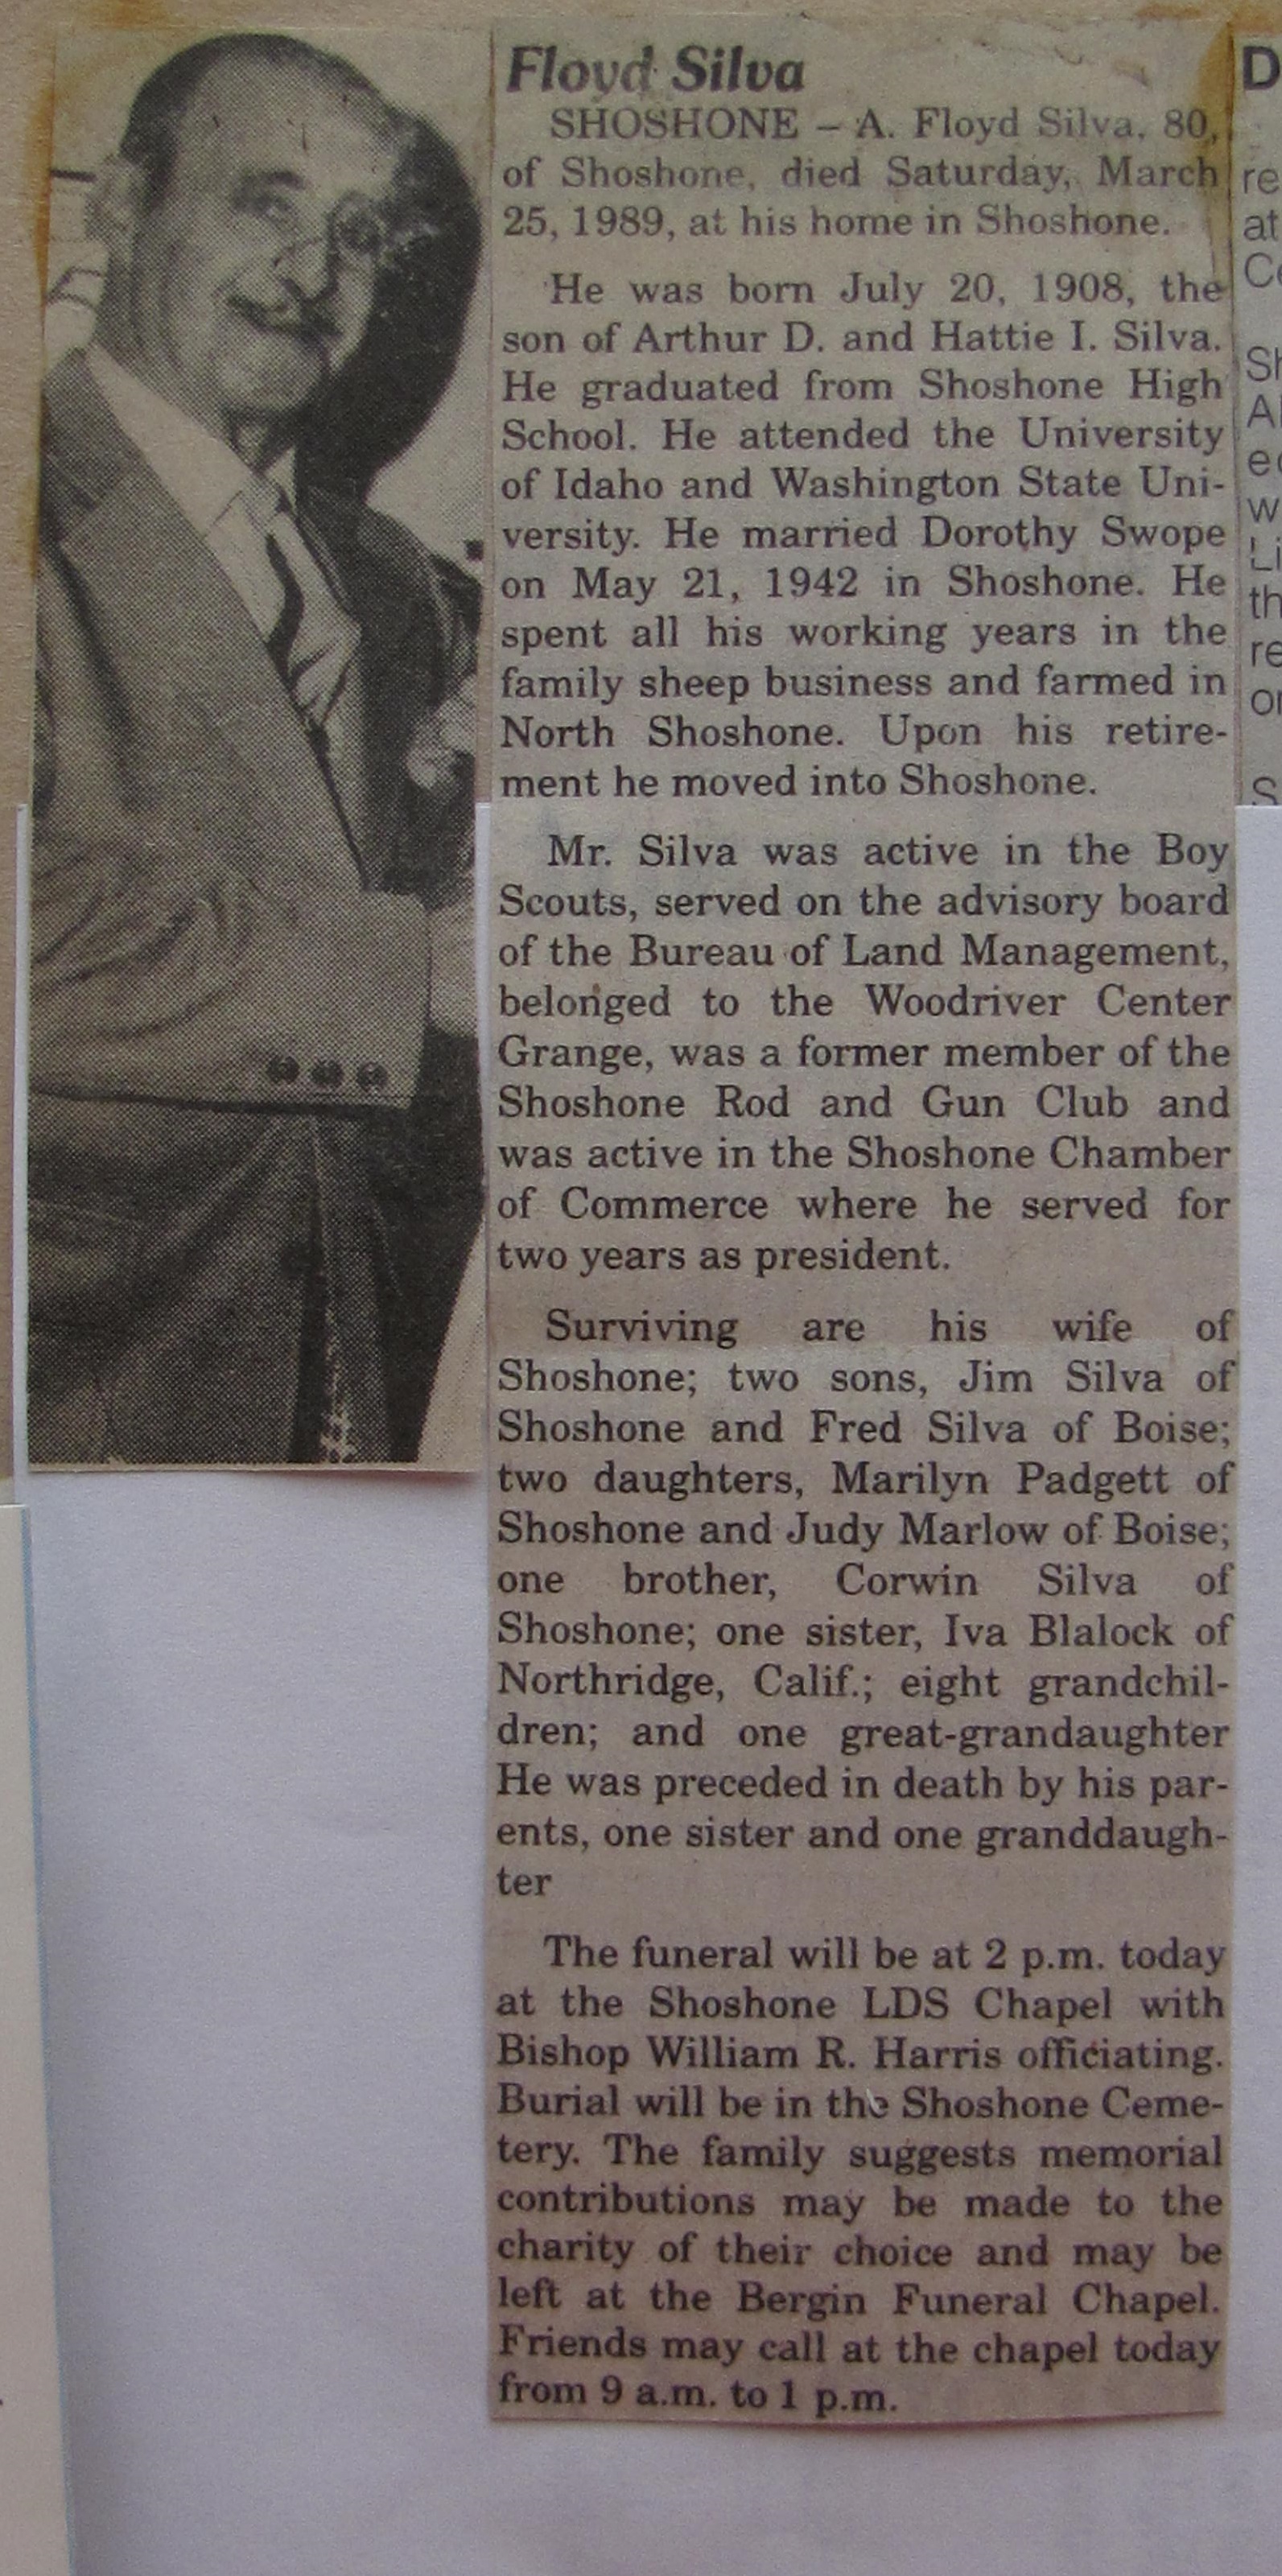 Floyd Silva
SHOSHONE – A. Floyd Silva, 80,
of Shoshone, died Saturday, March
25, 1989, at his home in Shoshone.
He was born July 20, 1908, the
son of Arthur D. and Hattie I. Silva.
He graduated from Shoshone High
School. He attended the University
of Idaho and Washington State Uni-
versity. He married Dorothy Swope
on May 21, 1942 in Shoshone. He
spent all his working years in the
family sheep business and farmed in
North Shoshone. Upon his retire-
ment he moved into Shoshone.
Mr. Silva was active in the Boy
Scouts, served on the advisory board
of the Bureau of Land Management,
belonged to the Woodriver Center
Grange, was a former member of the
Shoshone Rod and Gun Club and
was active in the Shoshone Chamber
of Commerce where he served for
two years as president.
Surviving are his wife of
Shoshone; two sons, Jim Silva of
Shoshone and Fred Silva of Boise;
two daughters, Marilyn Padgett of
Shoshone and Judy Marlow of Boise;
one brother, Corwin Silva of
Shoshone; one sister, Iva Blalock of
Northridge, Calif.; eight grandchil-
dren; and one great-grandaughter
He was preceded in death by his par-
ents, one sister and one granddaugh-
ter
The funeral will be at 2 p.m. today
at the Shoshone LDS Chapel with
Bishop William R. Harris officiating.
Burial will be in the Shoshone Ceme-
tery. The family suggests memorial
contributions may be made to the
charity of their choice and may be
left at the Bergin Funeral Chapel.
Friends may call at the chapel today
from 9 a.m. to 1 p.m.